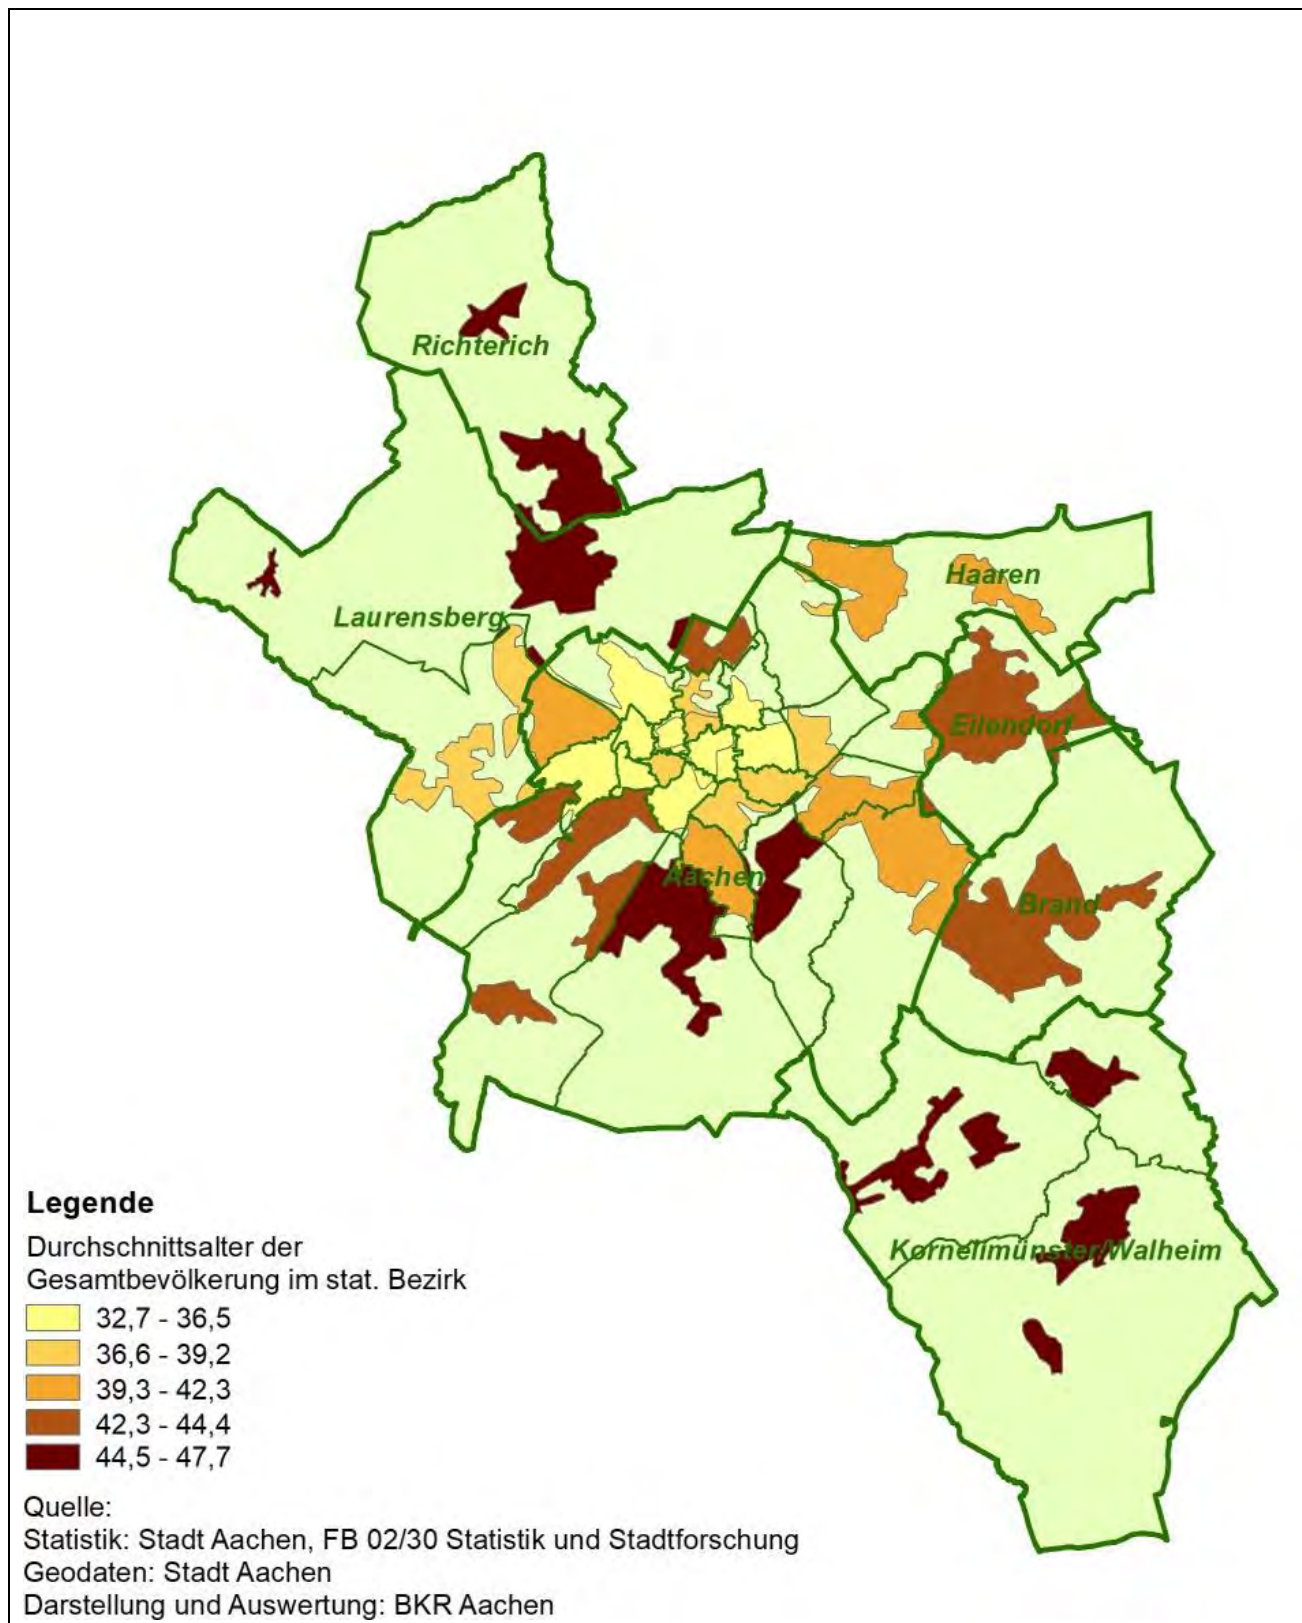 Richterich
Haaren
Laurensberg
Eilendorf
Aachen
Brand
Kornelimünster/Walheim
Legende
Durchschnittsalter der
Gesamtbevölkerung im stat. Bezirk
32,7 - 36,5
36,6 - 39,2
39,3 - 42,3
42,3 - 44,4
44,5 - 47,7
Quelle:
Statistik: Stadt Aachen, FB 02/30 Statistik und Stadtforschung
Geodaten: Stadt Aachen
Darstellung und Auswertung: BKR Aachen